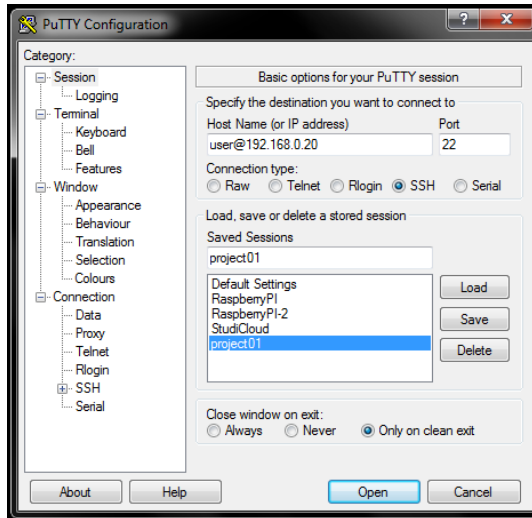 PuTTY Configuration
?
X
Category:
Session
Logging
Terminal
Keyboard
Bell
Features
Window
Appearance
Behaviour
Translation
Selection
Colours
Connection
Data
Proxy
Telnet
Rlogin
SSH
Serial
Basic options for your PuTTY session
Specify the destination you want to connect to
Host Name (or IP address) Port
user@192.168.0.20 22
Connection type:
Raw Telnet Rlogin SSH Serial
Load, save or delete a stored session
Saved Sessions
project01
Default Settings
RaspberryPI
RaspberryPI-2
StudiCloud
project01
Load
Save
Delete
Close window on exit:
Always Never Only on clean exit
About Help Open Cancel